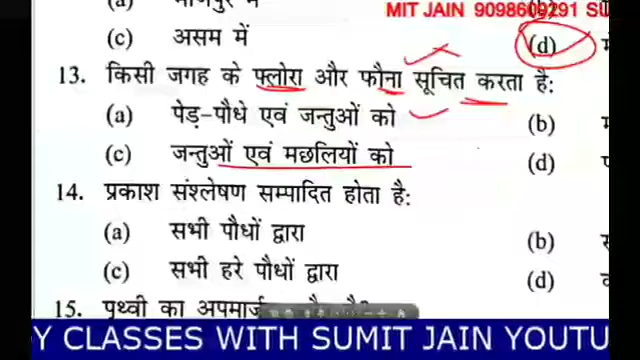 MIT JAIN 9098609291 SU
(c) असम में (d)
13. किसी जगह के फ्लोरा और फौना सूचित करता है:
(a) पेड़-पौधे एवं जन्तुओं को (b)
(c) जन्तुओं एवं मछलियों को (d)
14. प्रकाश संश्लेषण सम्पादित होता है:
(a) सभी पौधों द्वारा (b)
(c) सभी हरे पौधों द्वारा (d)
15. पृथ्वी का
Y CLASSES WITH SUMIT JAIN YOUTU